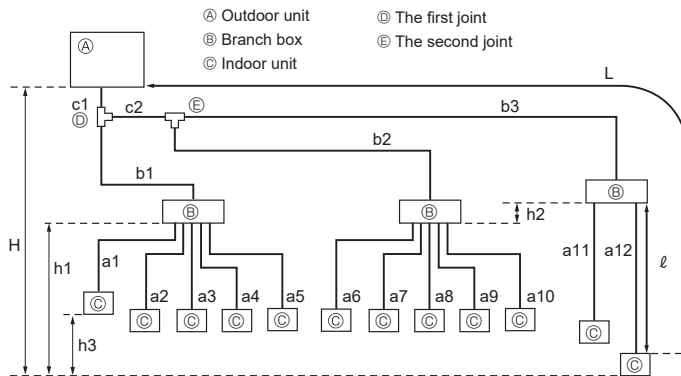 Ⓐ Outdoor unit
Ⓑ Branch box
Ⓒ Indoor unit
Ⓓ The first joint
Ⓔ The second joint
Ⓐ
L
c1
c2
Ⓔ
b3
Ⓓ
b2
b1
Ⓑ
Ⓑ
Ⓑ
h2
H
h1
a1
a2
a3
a4
a5
a6
a7
a8
a9
a10
a11
a12
ℓ
Ⓒ
Ⓒ
Ⓒ
Ⓒ
Ⓒ
Ⓒ
Ⓒ
Ⓒ
Ⓒ
Ⓒ
Ⓒ
h3
Ⓒ